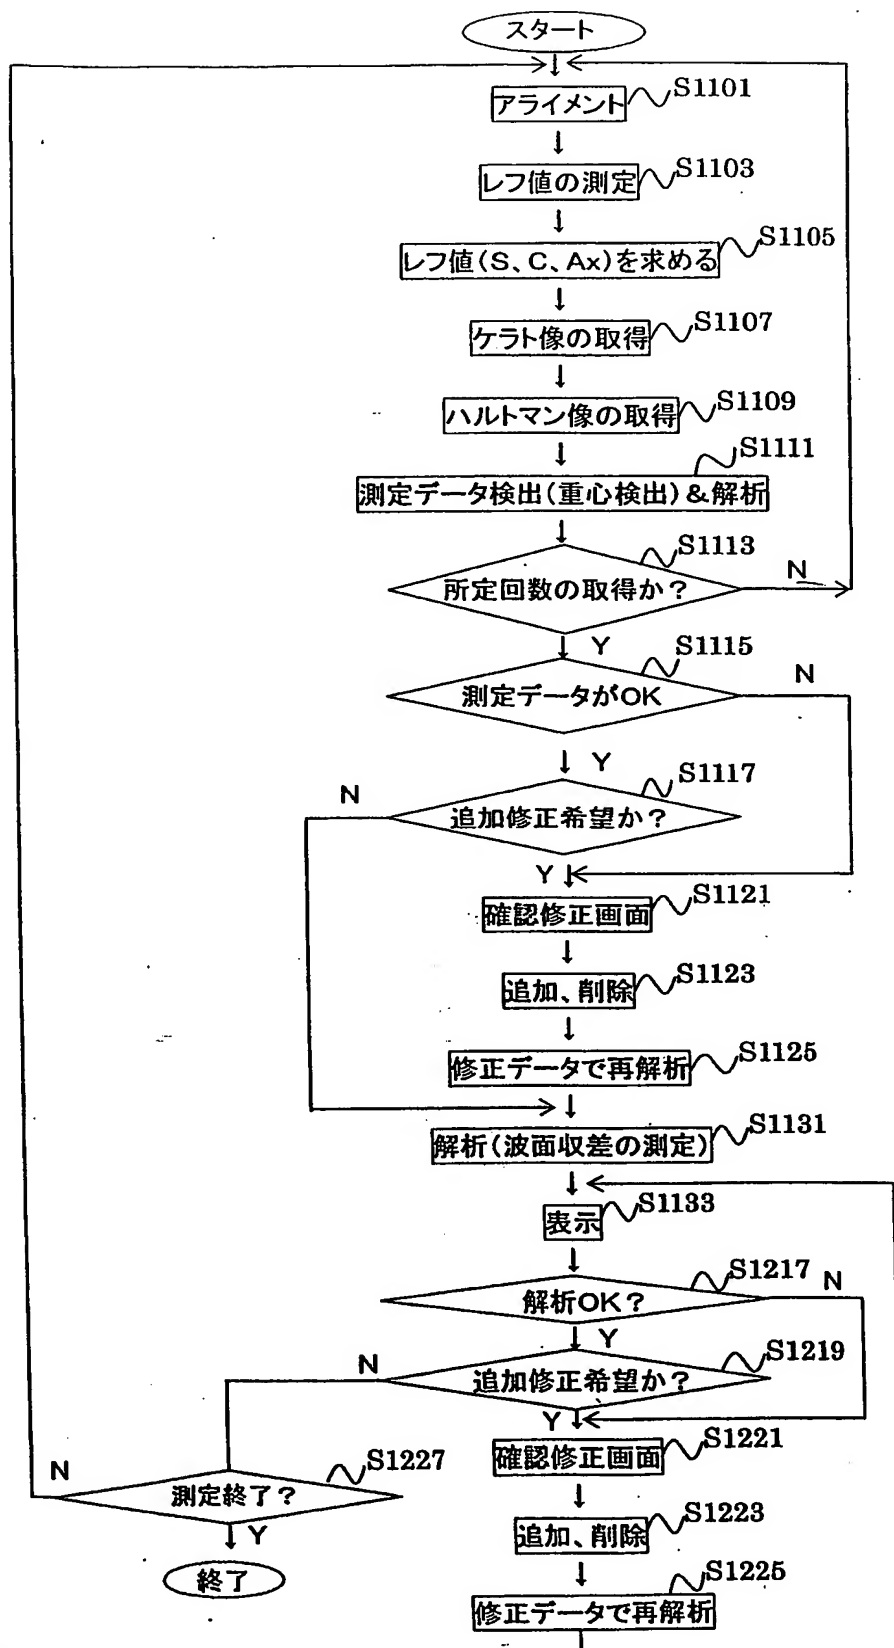 スタート
アライメント S1101
レフ値の測定 S1103
レフ値(S、C、Ax)を求める S1105
ケラト像の取得 S1107
ハルトマン像の取得 S1109
S1111
測定データ検出(重心検出)&解析
S1113
所定回数の取得か? N
Y
S1115
測定データがOK N
Y
S1117
追加修正希望か? N
Y
確認修正画面 S1121
追加、削除 S1123
修正データで再解析 S1125
解析(波面収差の測定) S1131
表示 S1133
S1217
解析OK? N
Y
S1219
追加修正希望か? N
Y
確認修正画面 S1221
追加、削除 S1223
修正データで再解析 S1225
S1227
測定終了? N
Y
終了